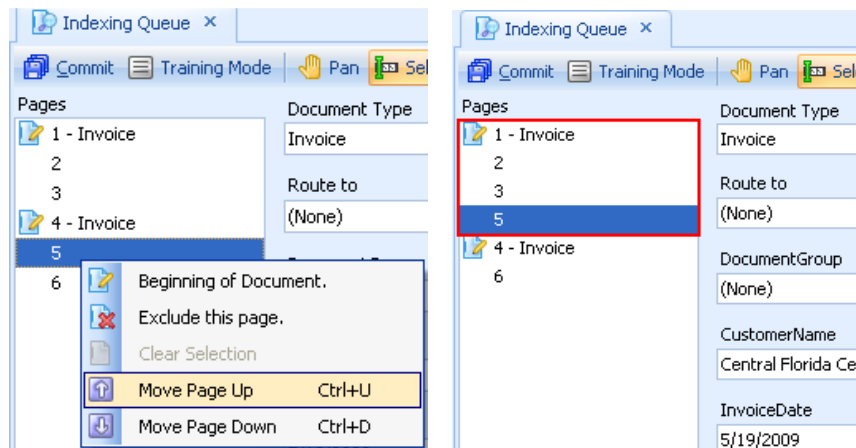 Indexing Queue ×
Commit Training Mode Pan Sel
Pages
1 - Invoice
2
3
4 - Invoice
5
6
Document Type
Invoice
Route to
(None)
Beginning of Document.
Exclude this page.
Clear Selection
Move Page Up Ctrl+U
Move Page Down Ctrl+D
Indexing Queue ×
Commit Training Mode Pan Sel
Pages
1 - Invoice
2
3
5
4 - Invoice
6
Document Type
Invoice
Route to
(None)
DocumentGroup
(None)
CustomerName
Central Florida Ce
InvoiceDate
5/19/2009